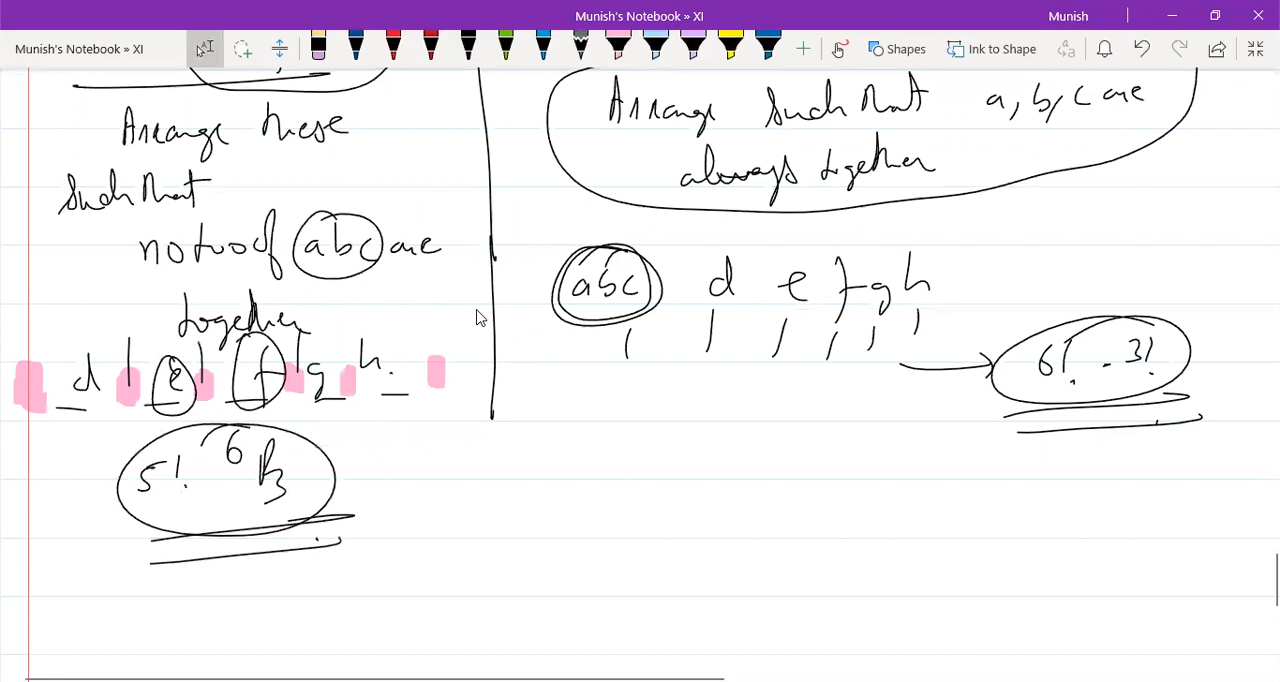 Munish's Notebook » XI
Munish
Munish's Notebook » XI
Shapes
Ink to Shape
Arrange these
such that
no two of abc are
together
d e f g h.
5! ⁶P₃
Arrange such that a, b, c are
always together
abc d e f g h
6! . 3!